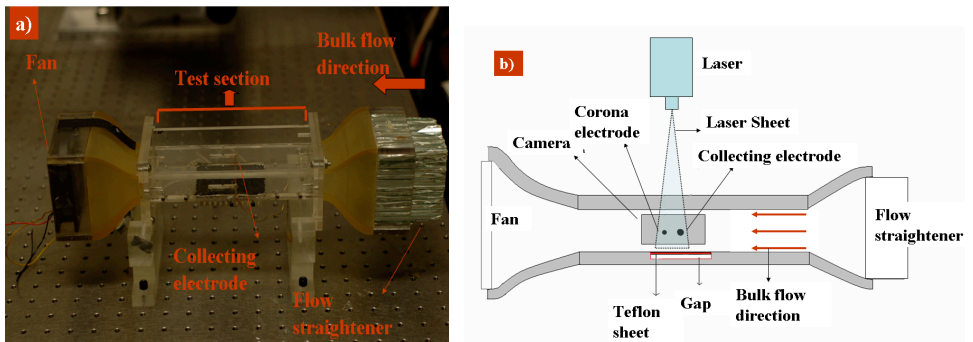 a)
Fan
Test section
Bulk flow
direction
Collecting
electrode
Flow
straightener
b)
Laser
Corona
electrode
Camera
Laser Sheet
Collecting electrode
Fan
Flow
straightener
Teflon
sheet
Gap
Bulk flow
direction